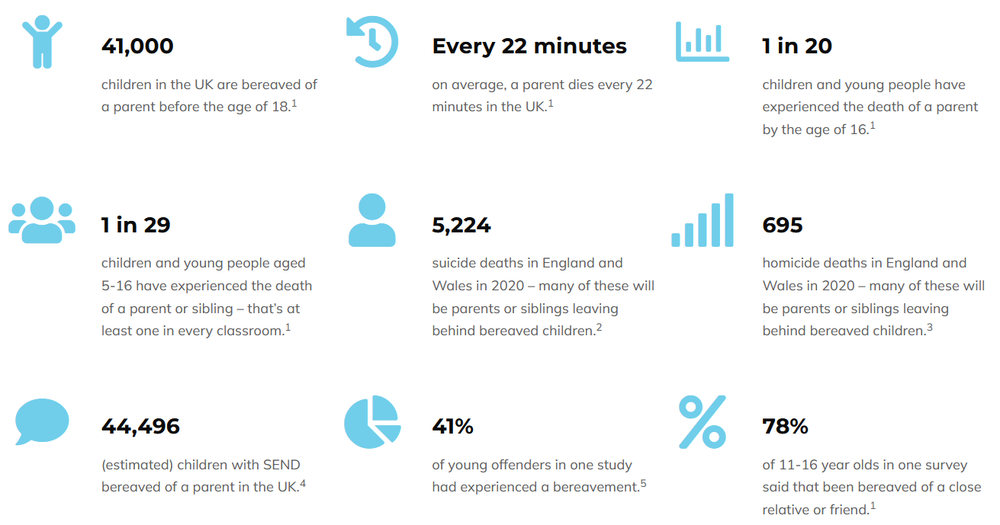 41,000
children in the UK are bereaved of
a parent before the age of 18.1
Every 22 minutes
on average, a parent dies every 22
minutes in the UK.1
1 in 20
children and young people have
experienced the death of a parent
by the age of 16.1
1 in 29
children and young people aged
5-16 have experienced the death
of a parent or sibling – that’s at
least one in every classroom.1
5,224
suicide deaths in England and
Wales in 2020 – many of these will
be parents or siblings leaving
behind bereaved children.2
695
homicide deaths in England and
Wales in 2020 – many of these will
be parents or siblings leaving
behind bereaved children.3
44,496
(estimated) children with SEND
bereaved of a parent in the UK.4
41%
of young offenders in one study
had experienced a bereavement.5
78%
of 11-16 year olds in one survey
said that been bereaved of a close
relative or friend.1